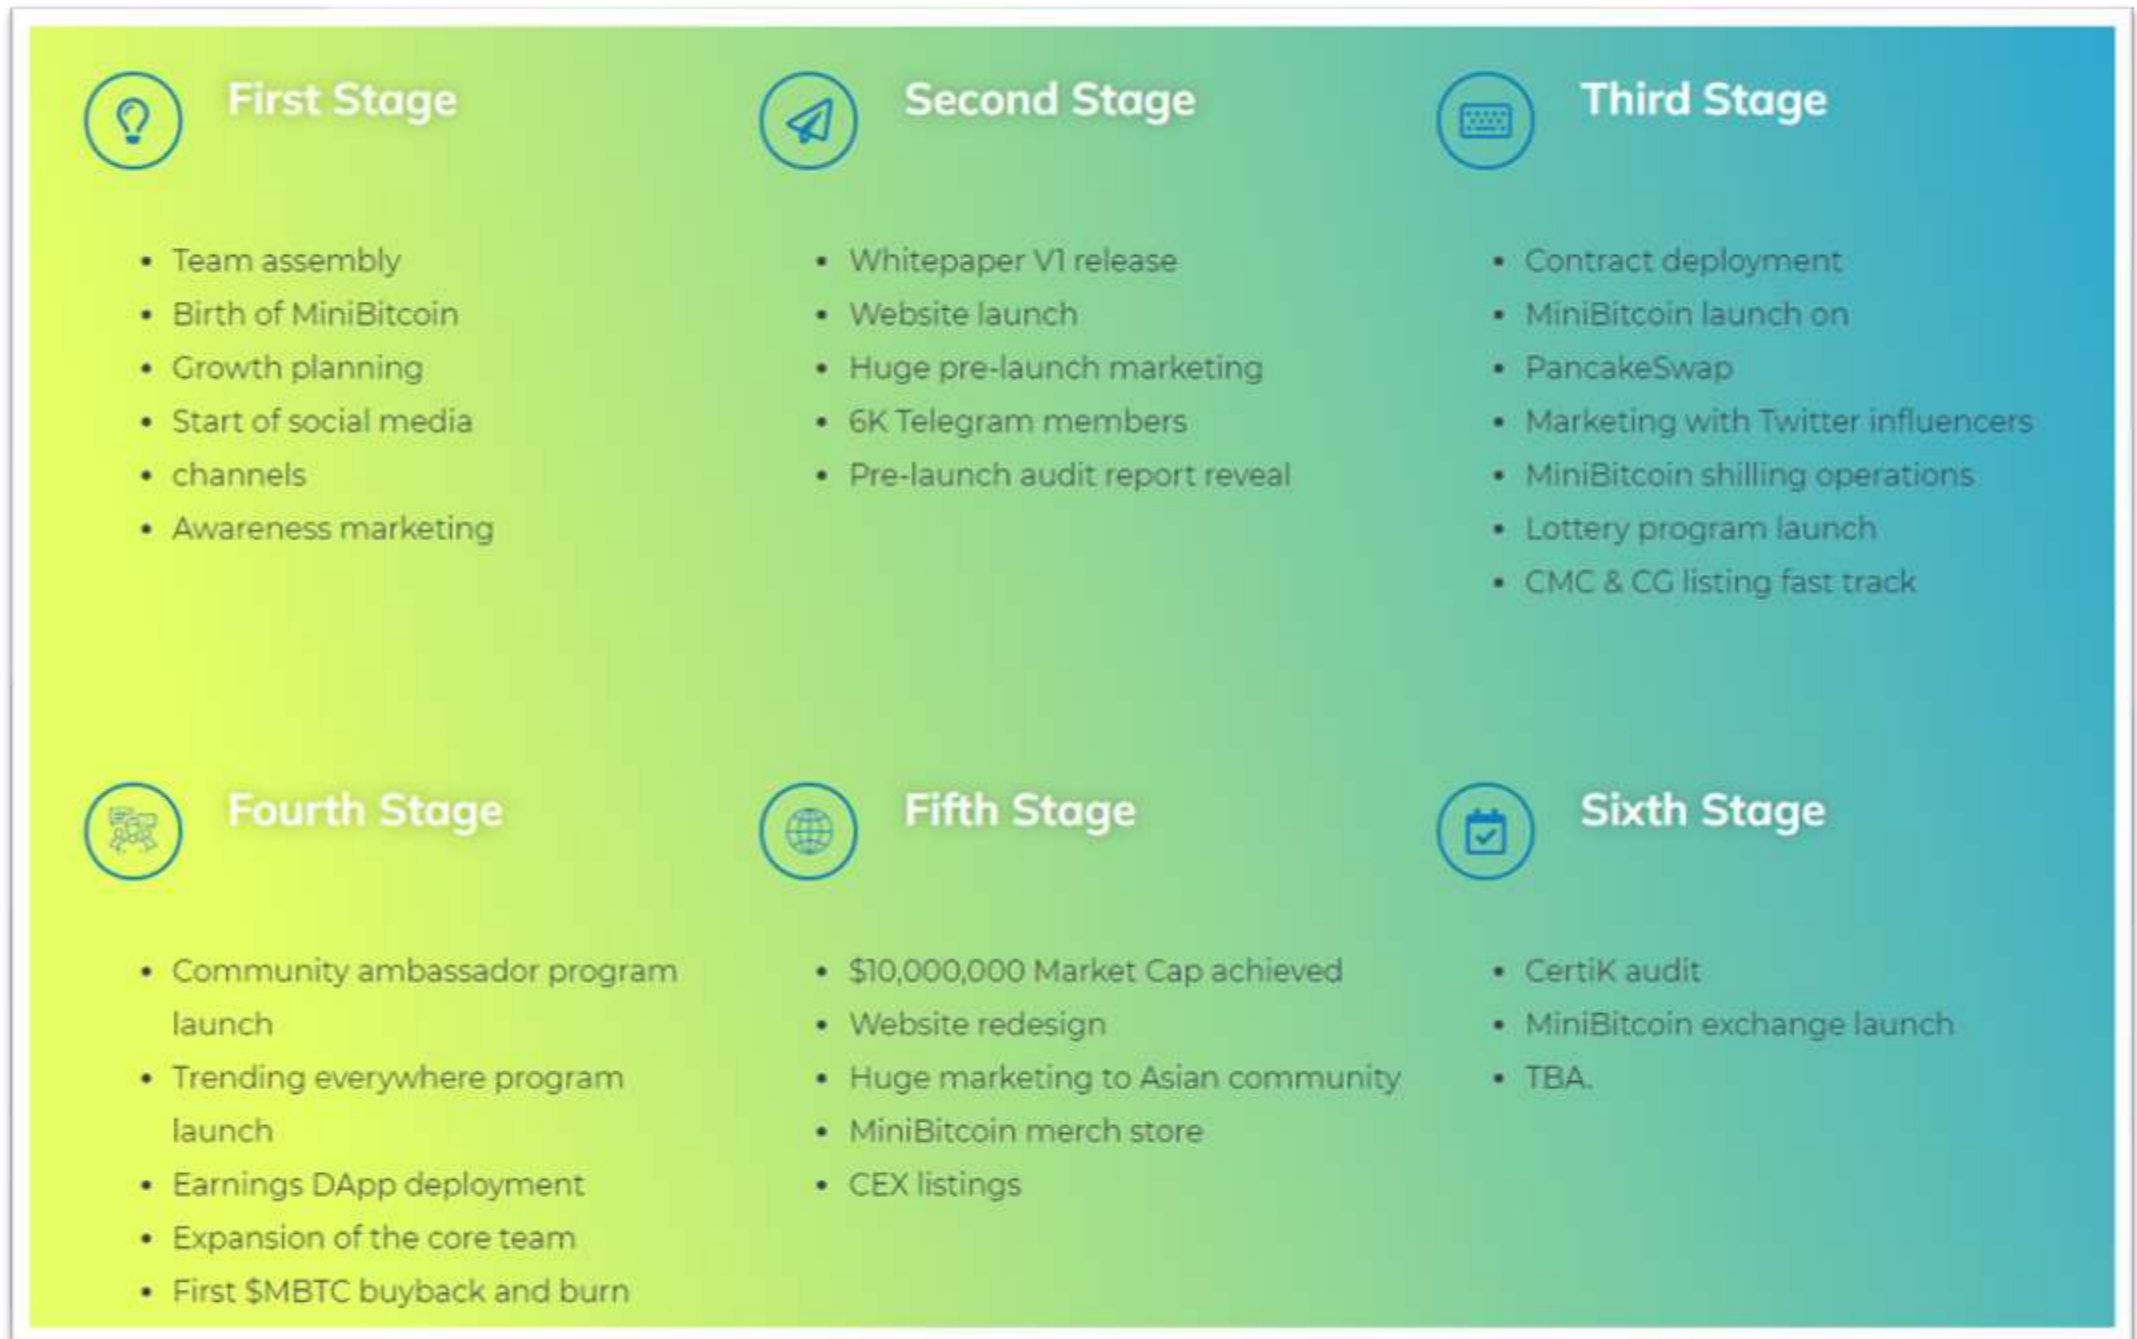 First Stage
• Team assembly
• Birth of MiniBitcoin
• Growth planning
• Start of social media
• channels
• Awareness marketing
Second Stage
• Whitepaper V1 release
• Website launch
• Huge pre-launch marketing
• 6K Telegram members
• Pre-launch audit report reveal
Third Stage
• Contract deployment
• MiniBitcoin launch on
• PancakeSwap
• Marketing with Twitter influencers
• MiniBitcoin shilling operations
• Lottery program launch
• CMC & CG listing fast track
Fourth Stage
• Community ambassador program
launch
• Trending everywhere program
launch
• Earnings DApp deployment
• Expansion of the core team
• First $MBTC buyback and burn
Fifth Stage
• $10,000,000 Market Cap achieved
• Website redesign
• Huge marketing to Asian community
• MiniBitcoin merch store
• CEX listings
Sixth Stage
• CertiK audit
• MiniBitcoin exchange launch
• TBA.